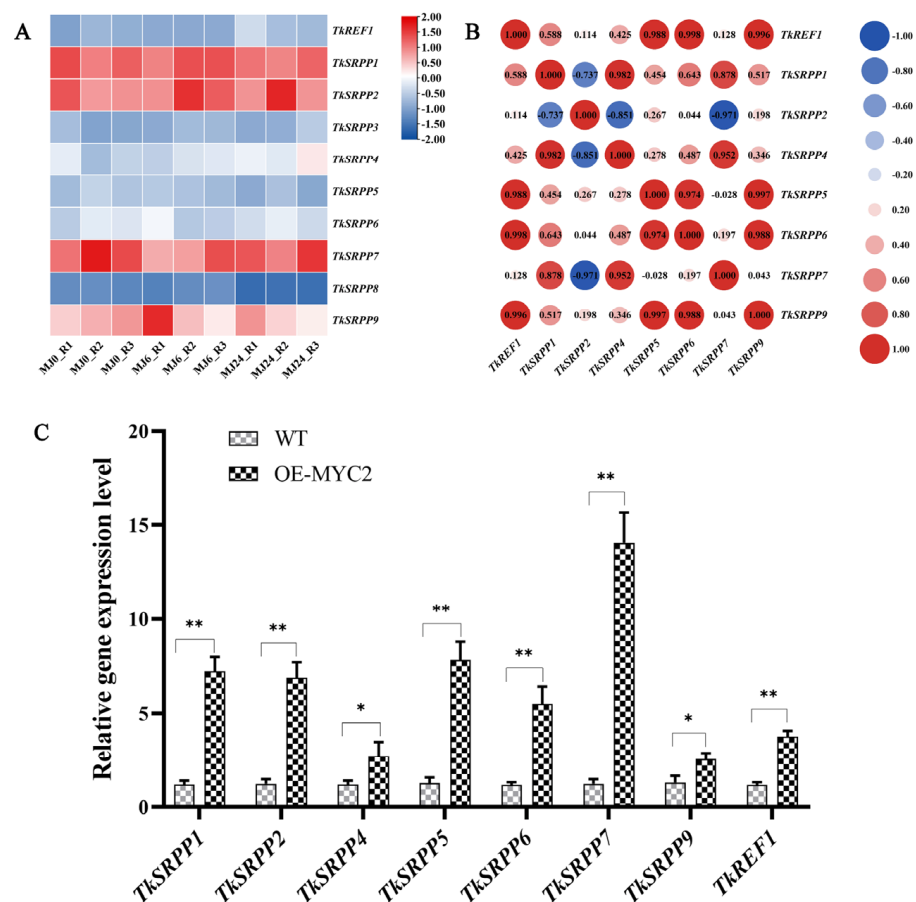 A
2.00
1.50
1.00
0.50
0.00
-0.50
-1.00
-1.50
-2.00
TkREF1
TkSRPP1
TkSRPP2
TkSRPP3
TkSRPP4
TkSRPP5
TkSRPP6
TkSRPP7
TkSRPP8
TkSRPP9
MJ0_R1
MJ0_R2
MJ0_R3
MJ6_R1
MJ6_R2
MJ6_R3
MJ24_R1
MJ24_R2
MJ24_R3
B
1.000 0.588 0.114 0.425 0.988 0.998 0.128 0.996 TkREF1
0.588 1.000 -0.737 0.982 0.454 0.643 0.878 0.517 TkSRPP1
0.114 -0.737 1.000 -0.851 0.267 0.044 -0.971 0.198 TkSRPP2
0.425 0.982 -0.851 1.000 0.278 0.487 0.952 0.346 TkSRPP4
0.988 0.454 0.267 0.278 1.000 0.974 -0.028 0.997 TkSRPP5
0.998 0.643 0.044 0.487 0.974 1.000 0.197 0.988 TkSRPP6
0.128 0.878 -0.971 0.952 -0.028 0.197 1.000 0.043 TkSRPP7
0.996 0.517 0.198 0.346 0.997 0.988 0.043 1.000 TkSRPP9
TkREF1
TkSRPP1
TkSRPP2
TkSRPP4
TkSRPP5
TkSRPP6
TkSRPP7
TkSRPP9
-1.00
-0.80
-0.60
-0.40
-0.20
0.20
0.40
0.60
0.80
1.00
C
Relative gene expression level
20
15
10
5
0
WT
OE-MYC2
**
**
*
**
**
**
*
**
TkSRPP1
TkSRPP2
TkSRPP4
TkSRPP5
TkSRPP6
TkSRPP7
TkSRPP9
TkREF1